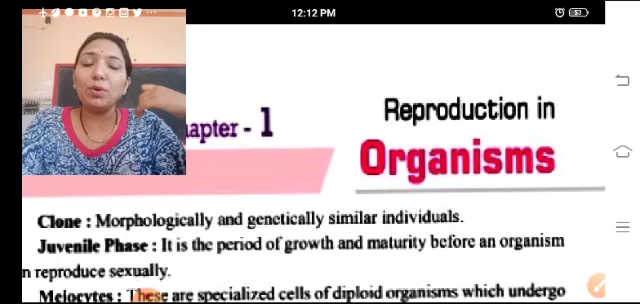 12:12 PM
53
apter - 1
Reproduction in
Organisms
Clone : Morphologically and genetically similar individuals.
Juvenile Phase : It is the period of growth and maturity before an organism
n reproduce sexually.
Meiocytes : These are specialized cells of diploid organisms which undergo